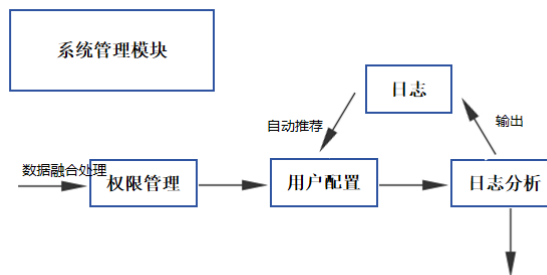 系统管理模块
日志
自动推荐
输出
数据融合处理
权限管理
用户配置
日志分析